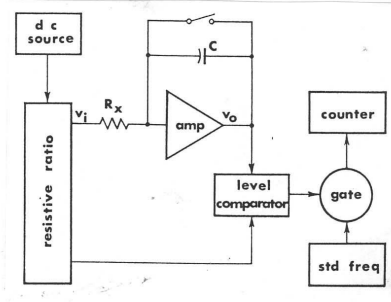 d c
source
C
R_x
v_i
amp
v_o
counter
resistive ratio
level
comparator
gate
std freq